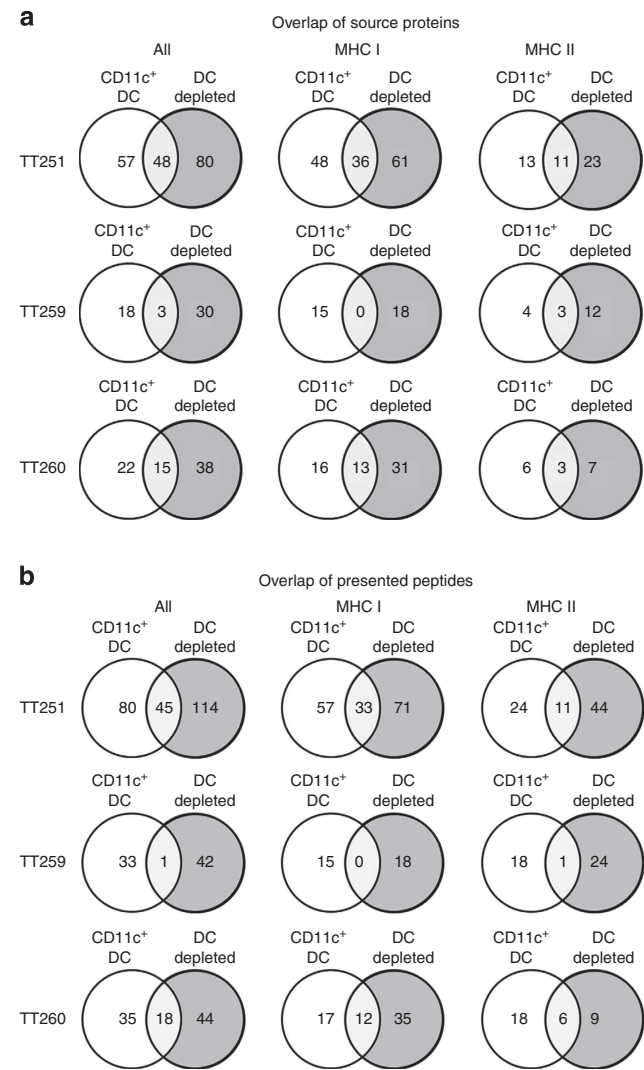 a
Overlap of source proteins
All MHC I MHC II
CD11c+ DC CD11c+ DC CD11c+ DC
DC depleted DC depleted DC depleted
TT251 57 48 80 48 36 61 13 11 23
CD11c+ DC CD11c+ DC CD11c+ DC
DC depleted DC depleted DC depleted
TT259 18 3 30 15 0 18 4 3 12
CD11c+ DC CD11c+ DC CD11c+ DC
DC depleted DC depleted DC depleted
TT260 22 15 38 16 13 31 6 3 7
b
Overlap of presented peptides
All MHC I MHC II
CD11c+ DC CD11c+ DC CD11c+ DC
DC depleted DC depleted DC depleted
TT251 80 45 114 57 33 71 24 11 44
CD11c+ DC CD11c+ DC CD11c+ DC
DC depleted DC depleted DC depleted
TT259 33 1 42 15 0 18 18 1 24
CD11c+ DC CD11c+ DC CD11c+ DC
DC depleted DC depleted DC depleted
TT260 35 18 44 17 12 35 18 6 9